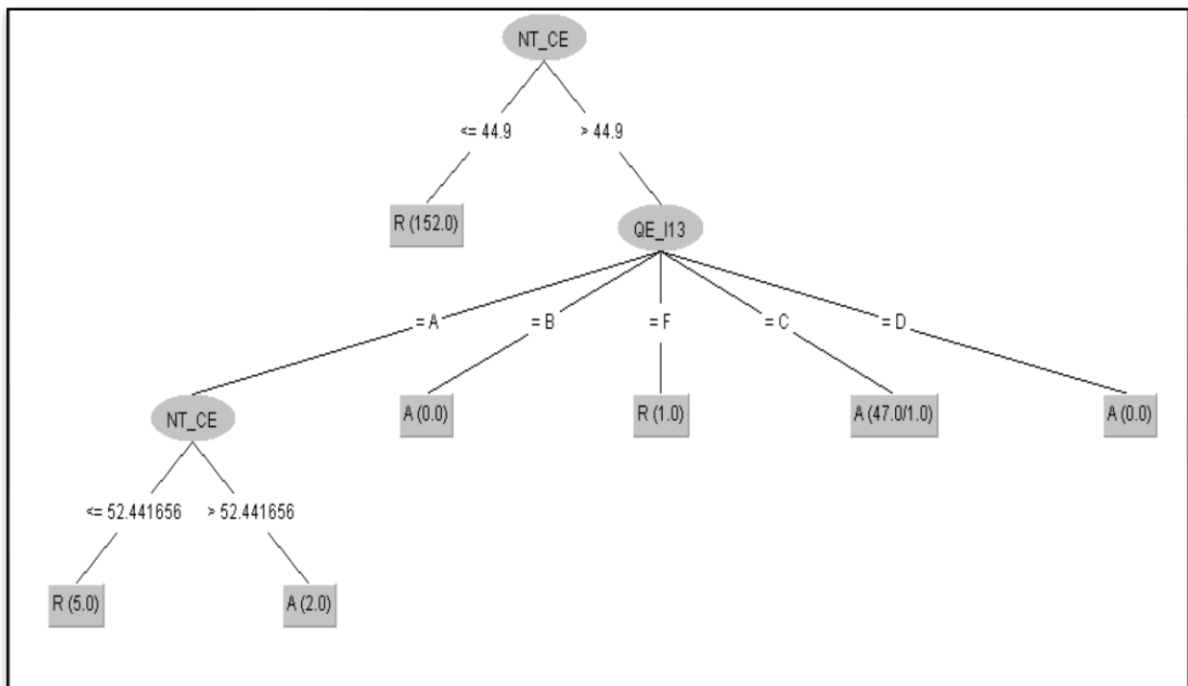 NT_CE
<= 44.9 > 44.9
R (152.0) QE_I13
= A = B = F = C = D
NT_CE A (0.0) R (1.0) A (47.0/1.0) A (0.0)
<= 52.441656 > 52.441656
R (5.0) A (2.0)